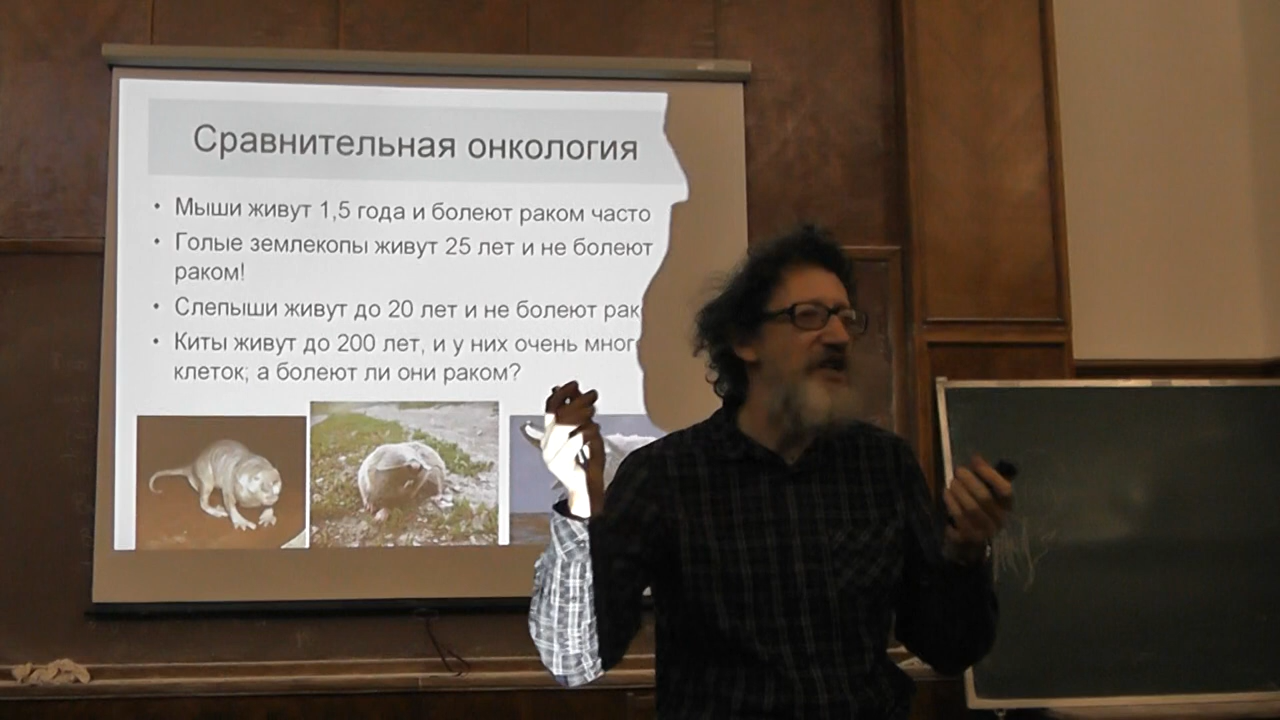 Сравнительная онкология
• Мыши живут 1,5 года и болеют раком часто
• Голые землекопы живут 25 лет и не болеют
раком!
• Слепыши живут до 20 лет и не болеют рак
• Киты живут до 200 лет, и у них очень мног
клеток; а болеют ли они раком?